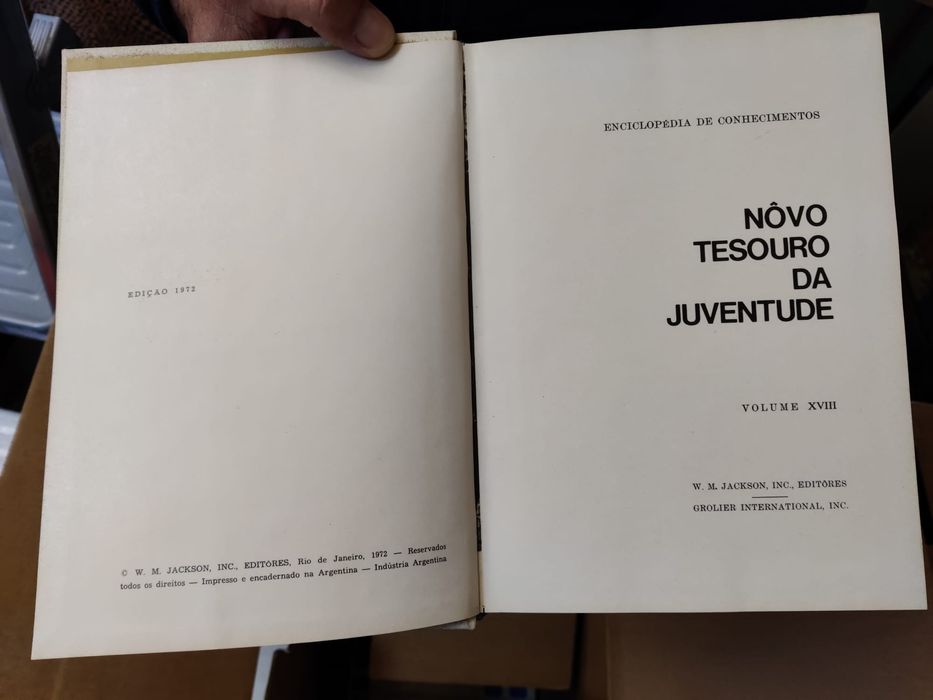 EDIÇAO 1972
© W. M. JACKSON, INC., EDITÔRES, Rio de Janeiro, 1972 — Reservados
todos os direitos — Impresso e encadernado na Argentina — Indústria Argentina
ENCICLOPÉDIA DE CONHECIMENTOS
NÔVO
TESOURO
DA
JUVENTUDE
VOLUME XVIII
W. M. JACKSON, INC., EDITÔRES
GROLIER INTERNATIONAL, INC.